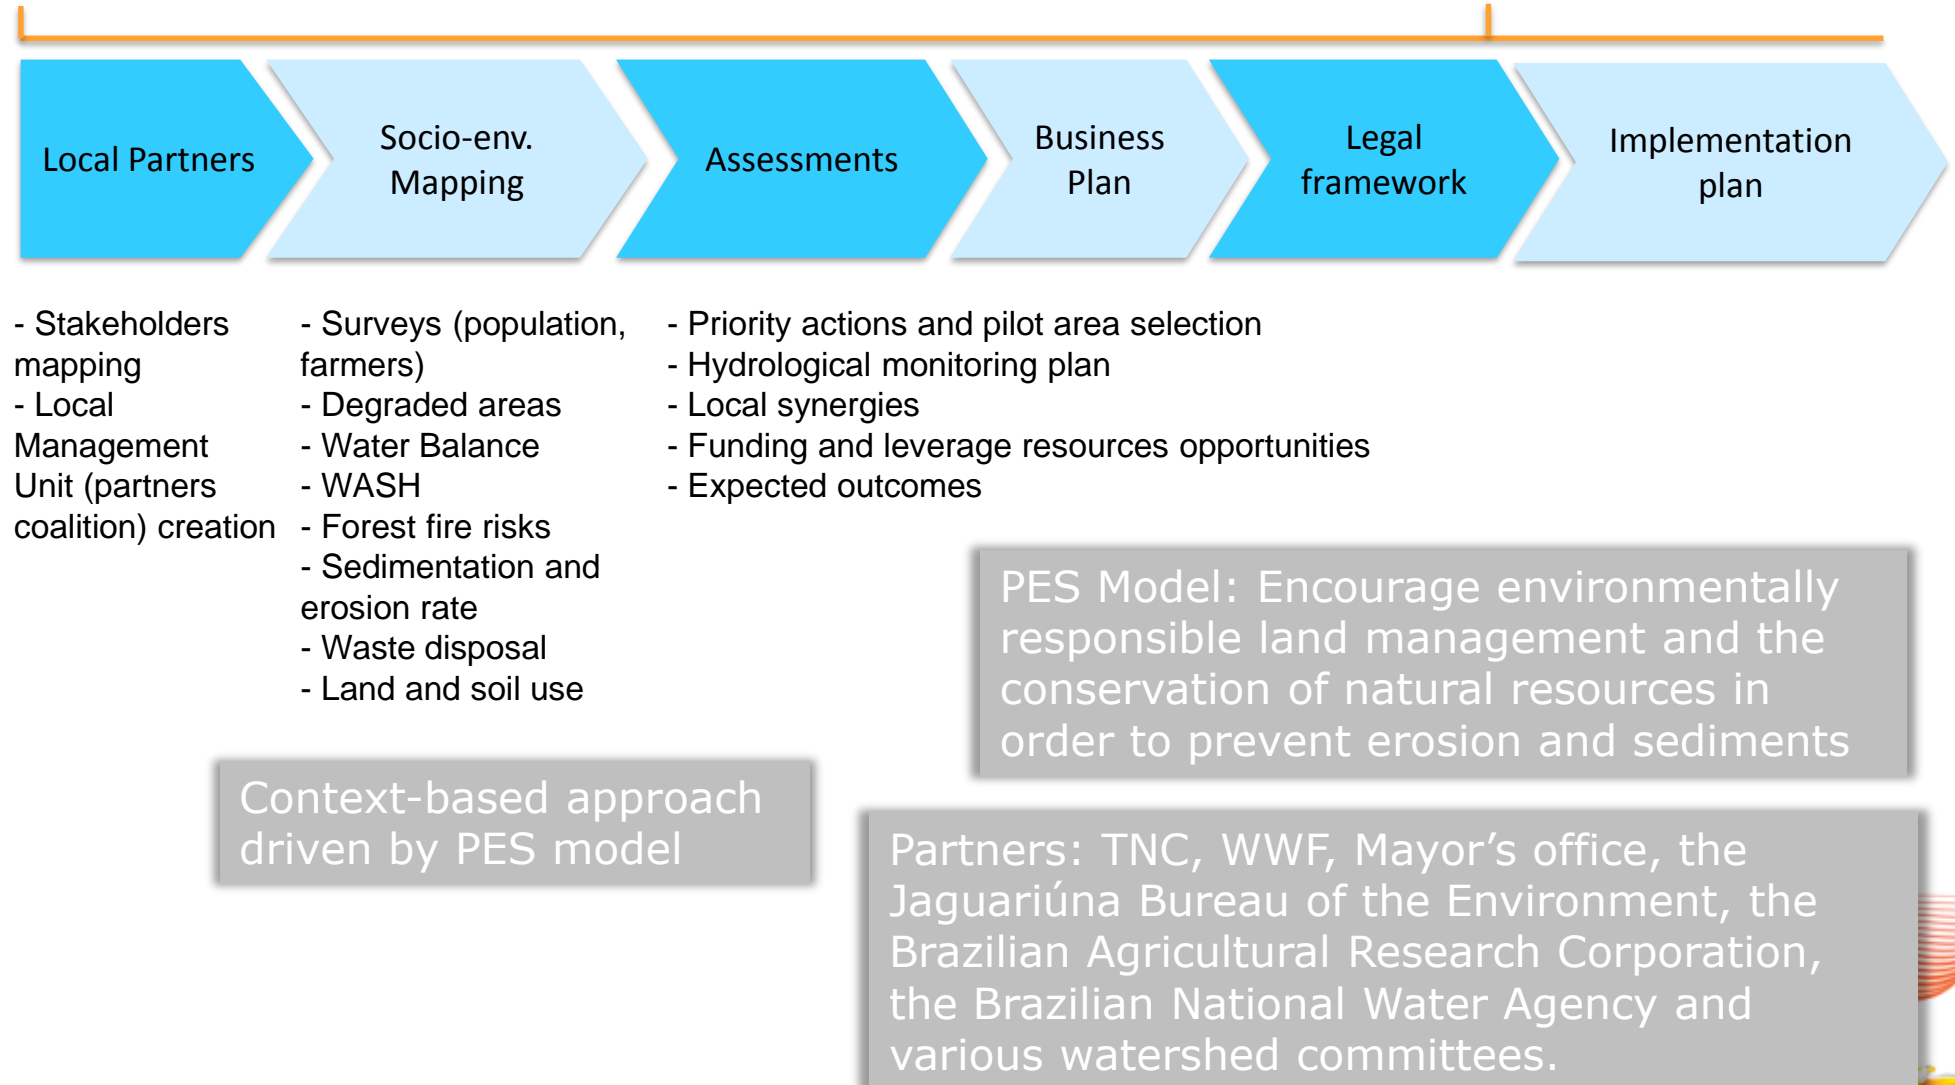 Local Partners
Socio-env.
Mapping
Assessments
Business
Plan
Legal
framework
Implementation
plan
- Stakeholders
mapping
- Local
Management
Unit (partners
coalition) creation
- Surveys (population,
farmers)
- Degraded areas
- Water Balance
- WASH
- Forest fire risks
- Sedimentation and
erosion rate
- Waste disposal
- Land and soil use
- Priority actions and pilot area selection
- Hydrological monitoring plan
- Local synergies
- Funding and leverage resources opportunities
- Expected outcomes
PES Model: Encourage environmentally
responsible land management and the
conservation of natural resources in
order to prevent erosion and sediments
Context-based approach
driven by PES model
Partners: TNC, WWF, Mayor’s office, the
Jaguariúna Bureau of the Environment, the
Brazilian Agricultural Research Corporation,
the Brazilian National Water Agency and
various watershed committees.